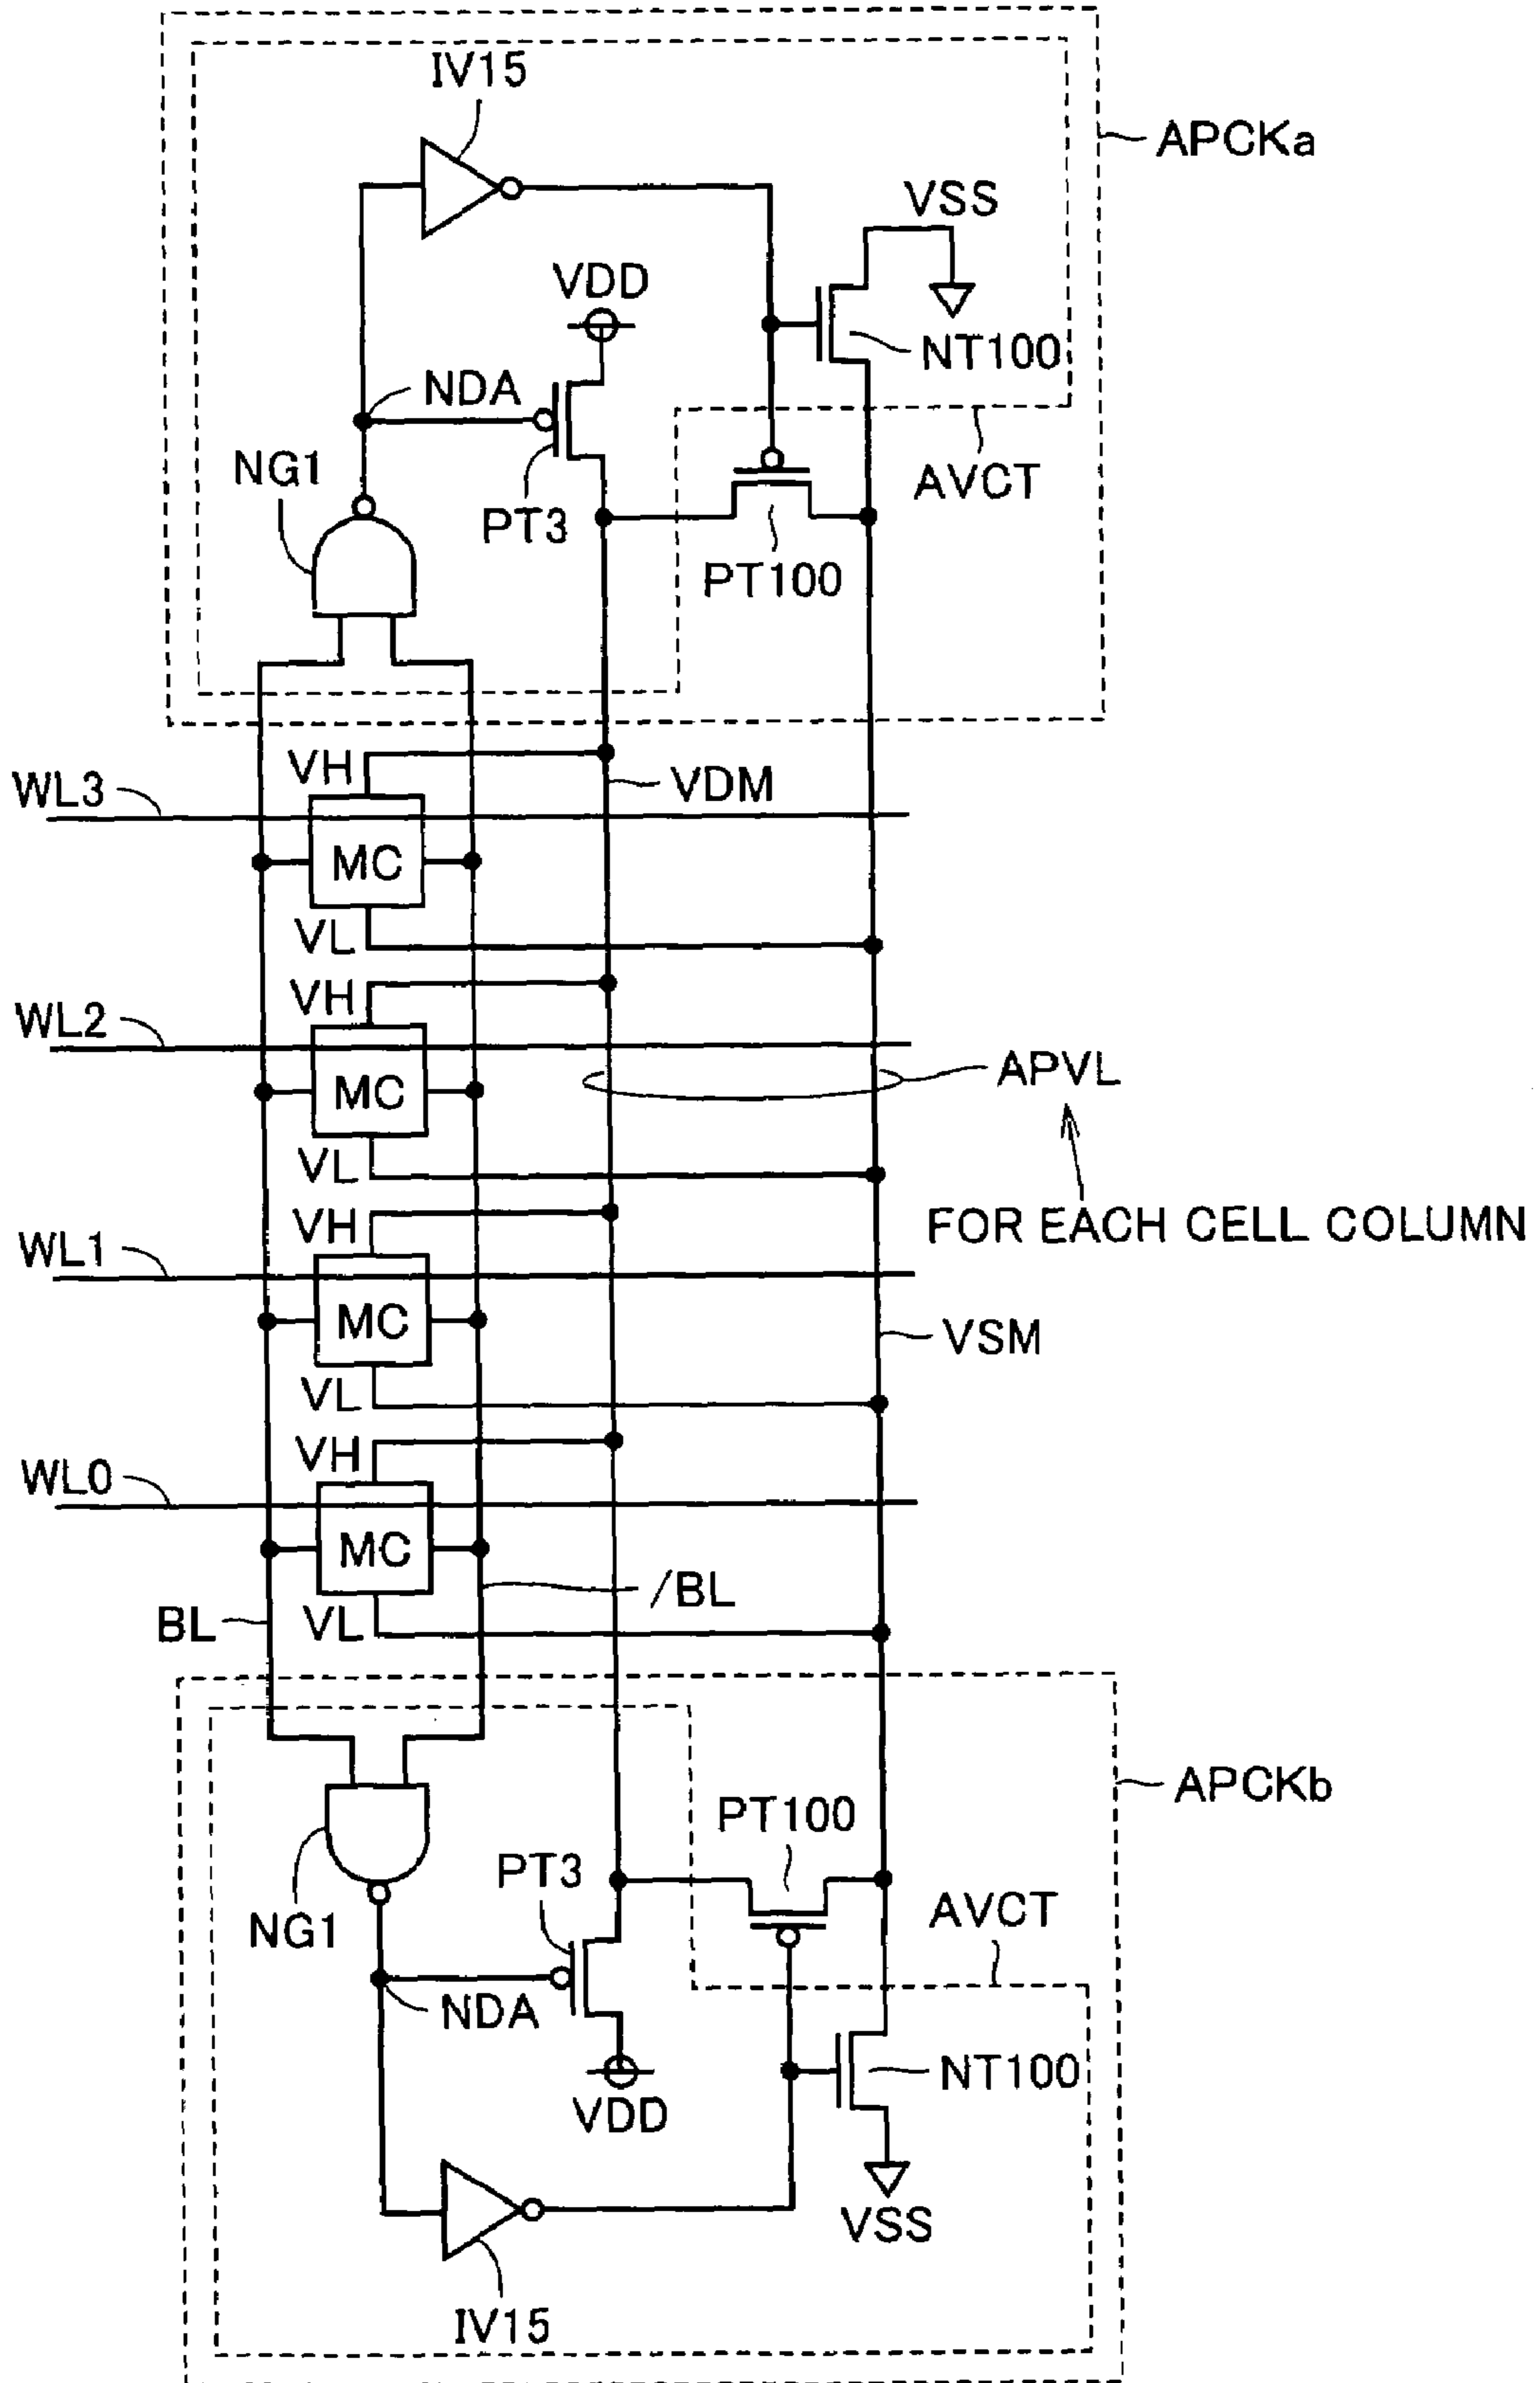 IV15
APCKa
VSS
VDD
NT100
NDA
NG1
AVCT
PT3
PT100
VH
VDM
WL3
MC
VL
VH
WL2
APVL
MC
VL
VH
FOR EACH CELL COLUMN
WL1
MC
VSM
VL
VH
WL0
MC
/BL
BL
VL
APCKb
PT100
PT3
AVCT
NG1
NDA
NT100
VDD
VSS
IV15